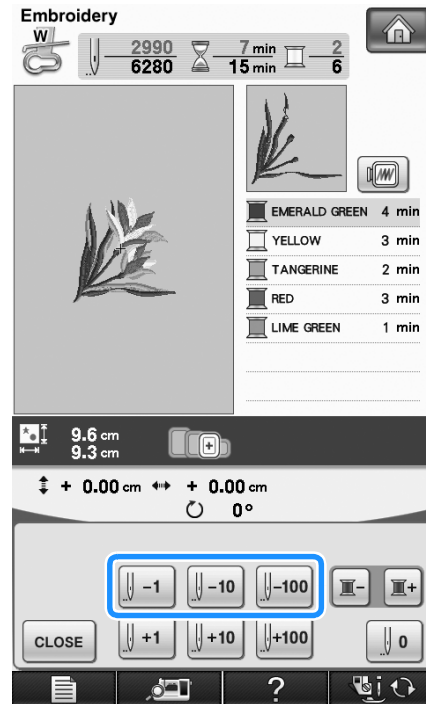 Embroidery
W
2990 7 min 2
6280 15 min 6
EMERALD GREEN 4 min
YELLOW 3 min
TANGERINE 2 min
RED 3 min
LIME GREEN 1 min
9.6 cm
9.3 cm
+ 0.00 cm + 0.00 cm
0°
-1 -10 -100 - +
CLOSE +1 +10 +100 0
?